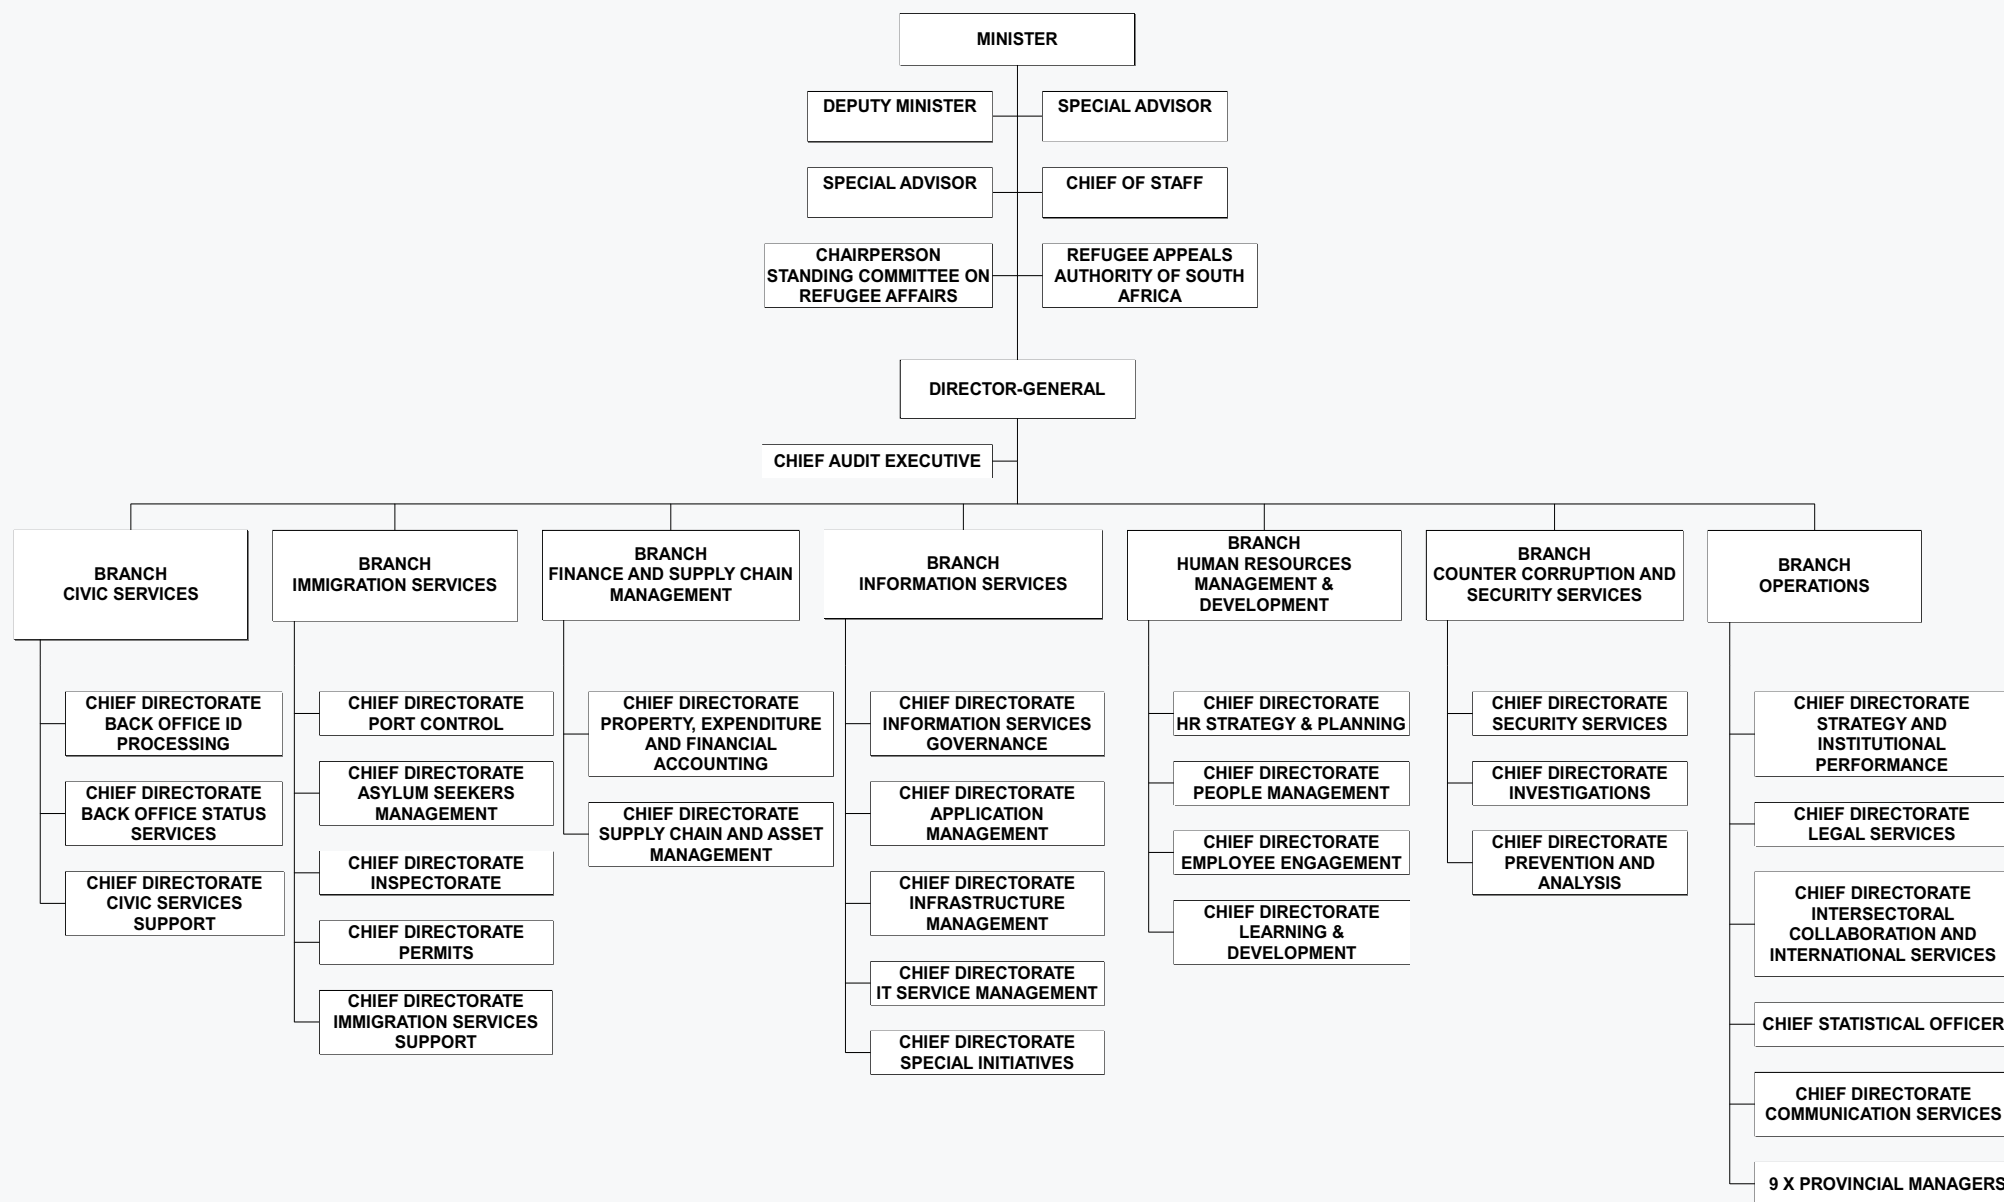 MINISTER
DEPUTY MINISTER
SPECIAL ADVISOR
SPECIAL ADVISOR
CHIEF OF STAFF
CHAIRPERSON
STANDING COMMITTEE ON
REFUGEE AFFAIRS
REFUGEE APPEALS
AUTHORITY OF SOUTH
AFRICA
DIRECTOR-GENERAL
CHIEF AUDIT EXECUTIVE
BRANCH
CIVIC SERVICES
CHIEF DIRECTORATE
BACK OFFICE ID
PROCESSING
CHIEF DIRECTORATE
BACK OFFICE STATUS
SERVICES
CHIEF DIRECTORATE
CIVIC SERVICES
SUPPORT
BRANCH
IMMIGRATION SERVICES
CHIEF DIRECTORATE
PORT CONTROL
CHIEF DIRECTORATE
ASYLUM SEEKERS
MANAGEMENT
CHIEF DIRECTORATE
INSPECTORATE
CHIEF DIRECTORATE
PERMITS
CHIEF DIRECTORATE
IMMIGRATION SERVICES
SUPPORT
BRANCH
FINANCE AND SUPPLY CHAIN
MANAGEMENT
CHIEF DIRECTORATE
PROPERTY, EXPENDITURE
AND FINANCIAL
ACCOUNTING
CHIEF DIRECTORATE
SUPPLY CHAIN AND ASSET
MANAGEMENT
BRANCH
INFORMATION SERVICES
CHIEF DIRECTORATE
INFORMATION SERVICES
GOVERNANCE
CHIEF DIRECTORATE
APPLICATION
MANAGEMENT
CHIEF DIRECTORATE
INFRASTRUCTURE
MANAGEMENT
CHIEF DIRECTORATE
IT SERVICE MANAGEMENT
CHIEF DIRECTORATE
SPECIAL INITIATIVES
BRANCH
HUMAN RESOURCES
MANAGEMENT &
DEVELOPMENT
CHIEF DIRECTORATE
HR STRATEGY & PLANNING
CHIEF DIRECTORATE
PEOPLE MANAGEMENT
CHIEF DIRECTORATE
EMPLOYEE ENGAGEMENT
CHIEF DIRECTORATE
LEARNING &
DEVELOPMENT
BRANCH
COUNTER CORRUPTION AND
SECURITY SERVICES
CHIEF DIRECTORATE
SECURITY SERVICES
CHIEF DIRECTORATE
INVESTIGATIONS
CHIEF DIRECTORATE
PREVENTION AND
ANALYSIS
BRANCH
OPERATIONS
CHIEF DIRECTORATE
STRATEGY AND
INSTITUTIONAL
PERFORMANCE
CHIEF DIRECTORATE
LEGAL SERVICES
CHIEF DIRECTORATE
INTERSECTORAL
COLLABORATION AND
INTERNATIONAL SERVICES
CHIEF STATISTICAL OFFICER
CHIEF DIRECTORATE
COMMUNICATION SERVICES
9 X PROVINCIAL MANAGERS